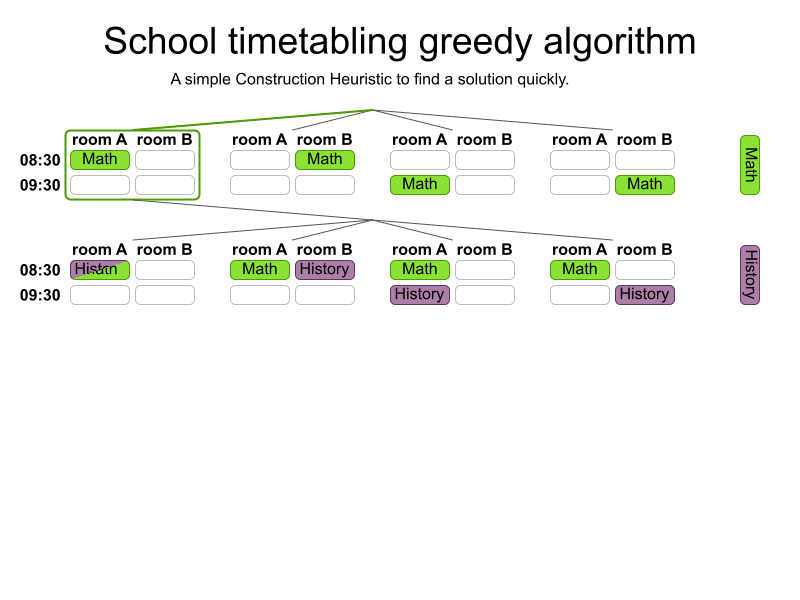 School timetabling greedy algorithm
A simple Construction Heuristic to find a solution quickly.
room A room B room A room B room A room B room A room B
08:30 Math Math
09:30 Math Math
Math
room A room B room A room B room A room B room A room B
08:30 Math History Math Math
09:30 History History
History